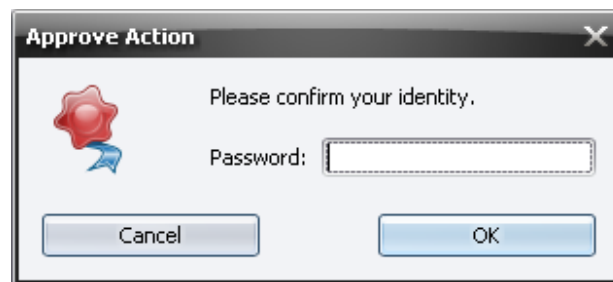 Approve Action
Please confirm your identity.
Password:
Cancel
OK